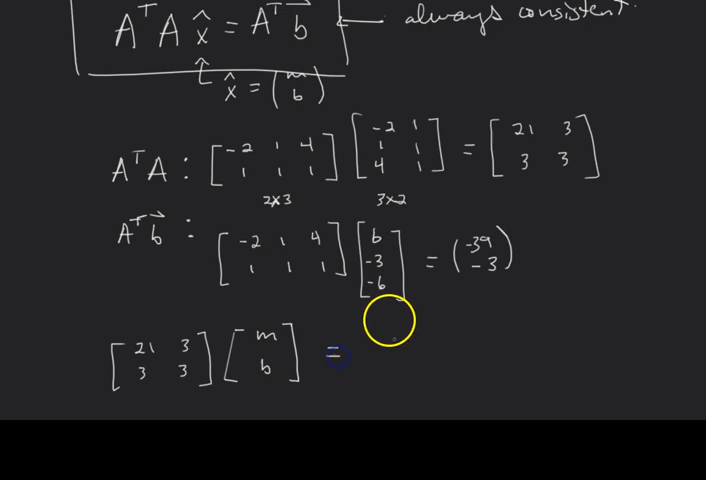 AᵀA x̂ = Aᵀb⃗ ← always consistent.
x̂ = (m b)
AᵀA : [-2 1 4; 1 1 1] [-2 1; 1 1; 4 1] = [21 3; 3 3]
2x3 3x2
Aᵀb⃗ : [-2 1 4; 1 1 1] [6; -3; -6] = (-39 -3)
[21 3; 3 3] [m; b] =